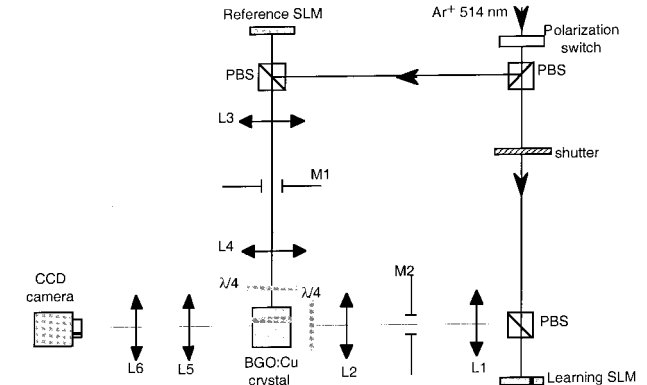 Reference SLM
Ar+ 514 nm
Polarization
switch
PBS
PBS
L3
shutter
M1
L4
λ/4
λ/4
M2
CCD
camera
PBS
L6
L5
BGO:Cu
crystal
L2
L1
Learning SLM